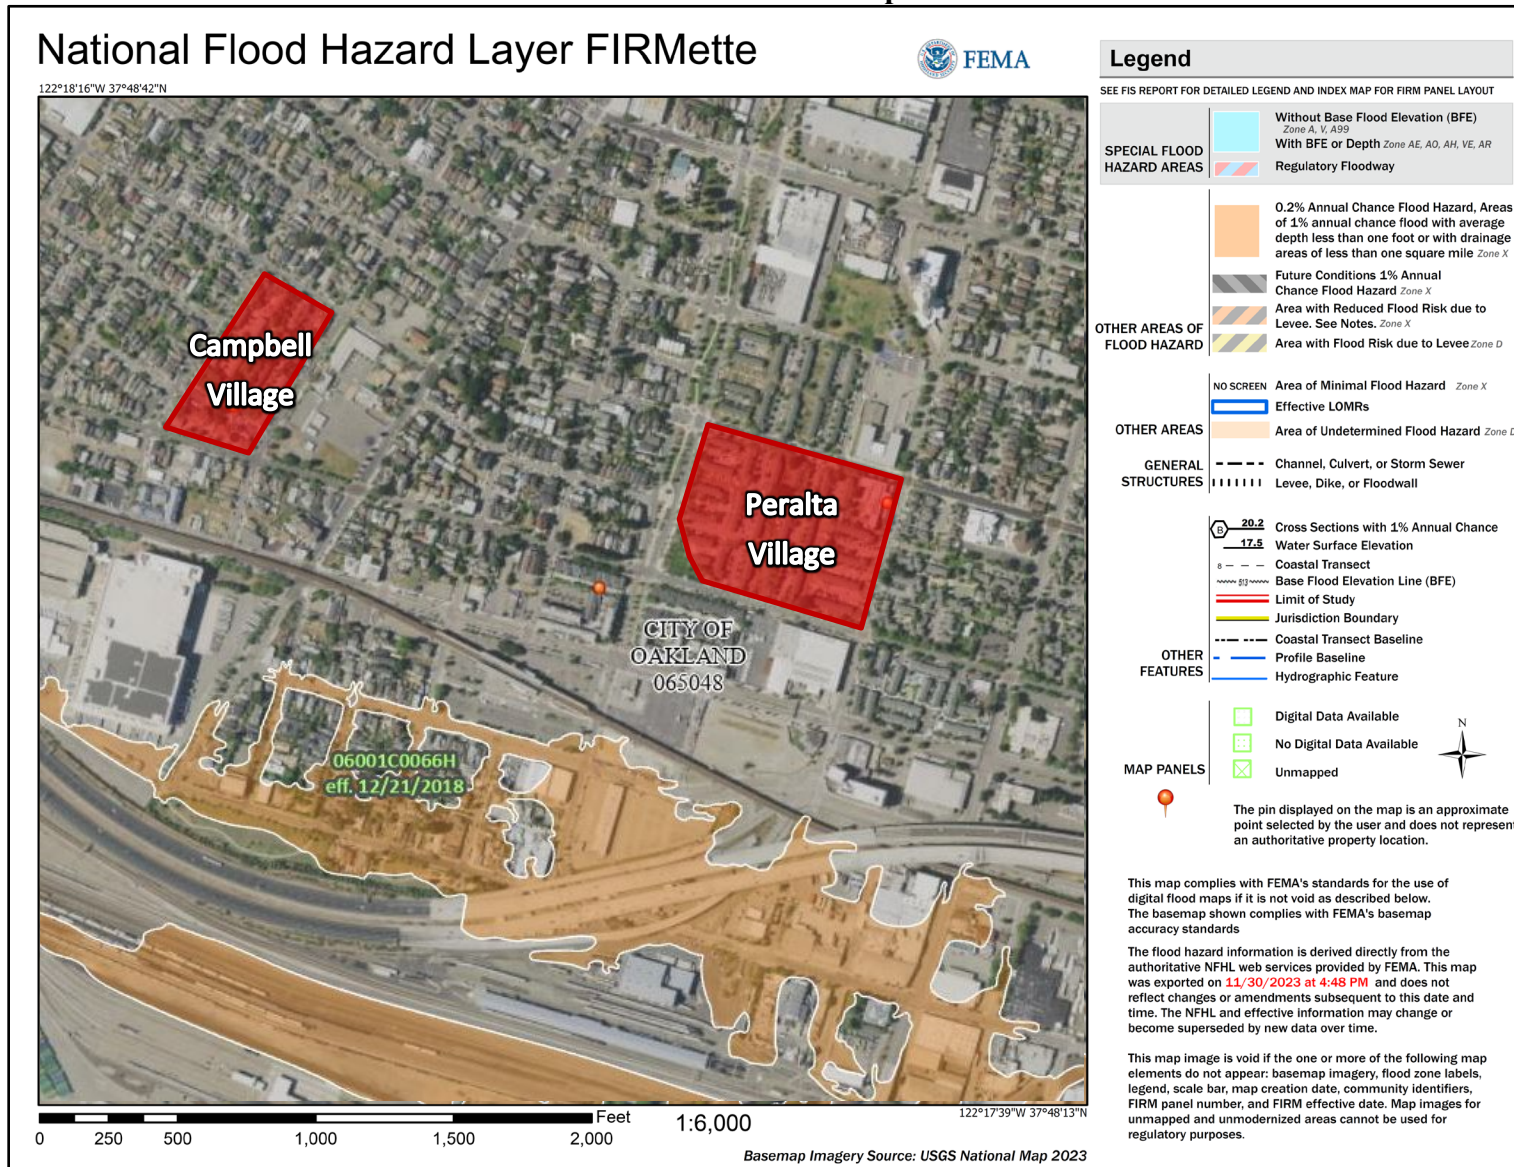 National Flood Hazard Layer FIRMette
FEMA
122°18'16"W 37°48'42"N
Campbell
Village
Peralta
Village
CITY OF
OAKLAND
065048
06001C0066H
eff. 12/21/2018
Feet
0 250 500 1,000 1,500 2,000
1:6,000
122°17'39"W 37°48'13"N
Basemap Imagery Source: USGS National Map 2023
Legend
SEE FIS REPORT FOR DETAILED LEGEND AND INDEX MAP FOR FIRM PANEL LAYOUT
SPECIAL FLOOD
HAZARD AREAS
Without Base Flood Elevation (BFE)
Zone A, V, A99
With BFE or Depth Zone AE, AO, AH, VE, AR
Regulatory Floodway
OTHER AREAS OF
FLOOD HAZARD
0.2% Annual Chance Flood Hazard, Areas
of 1% annual chance flood with average
depth less than one foot or with drainage
areas of less than one square mile Zone X
Future Conditions 1% Annual
Chance Flood Hazard Zone X
Area with Reduced Flood Risk due to
Levee. See Notes. Zone X
Area with Flood Risk due to Levee Zone D
OTHER AREAS
NO SCREEN Area of Minimal Flood Hazard Zone X
Effective LOMRs
Area of Undetermined Flood Hazard Zone D
GENERAL
STRUCTURES
Channel, Culvert, or Storm Sewer
Levee, Dike, or Floodwall
OTHER
FEATURES
B 20.2 Cross Sections with 1% Annual Chance
17.5 Water Surface Elevation
8 Coastal Transect
513 Base Flood Elevation Line (BFE)
Limit of Study
Jurisdiction Boundary
Coastal Transect Baseline
Profile Baseline
Hydrographic Feature
MAP PANELS
Digital Data Available
No Digital Data Available
Unmapped
N
The pin displayed on the map is an approximate
point selected by the user and does not represent
an authoritative property location.
This map complies with FEMA's standards for the use of
digital flood maps if it is not void as described below.
The basemap shown complies with FEMA's basemap
accuracy standards
The flood hazard information is derived directly from the
authoritative NFHL web services provided by FEMA. This map
was exported on 11/30/2023 at 4:48 PM and does not
reflect changes or amendments subsequent to this date and
time. The NFHL and effective information may change or
become superseded by new data over time.
This map image is void if the one or more of the following map
elements do not appear: basemap imagery, flood zone labels,
legend, scale bar, map creation date, community identifiers,
FIRM panel number, and FIRM effective date. Map images for
unmapped and unmodernized areas cannot be used for
regulatory purposes.